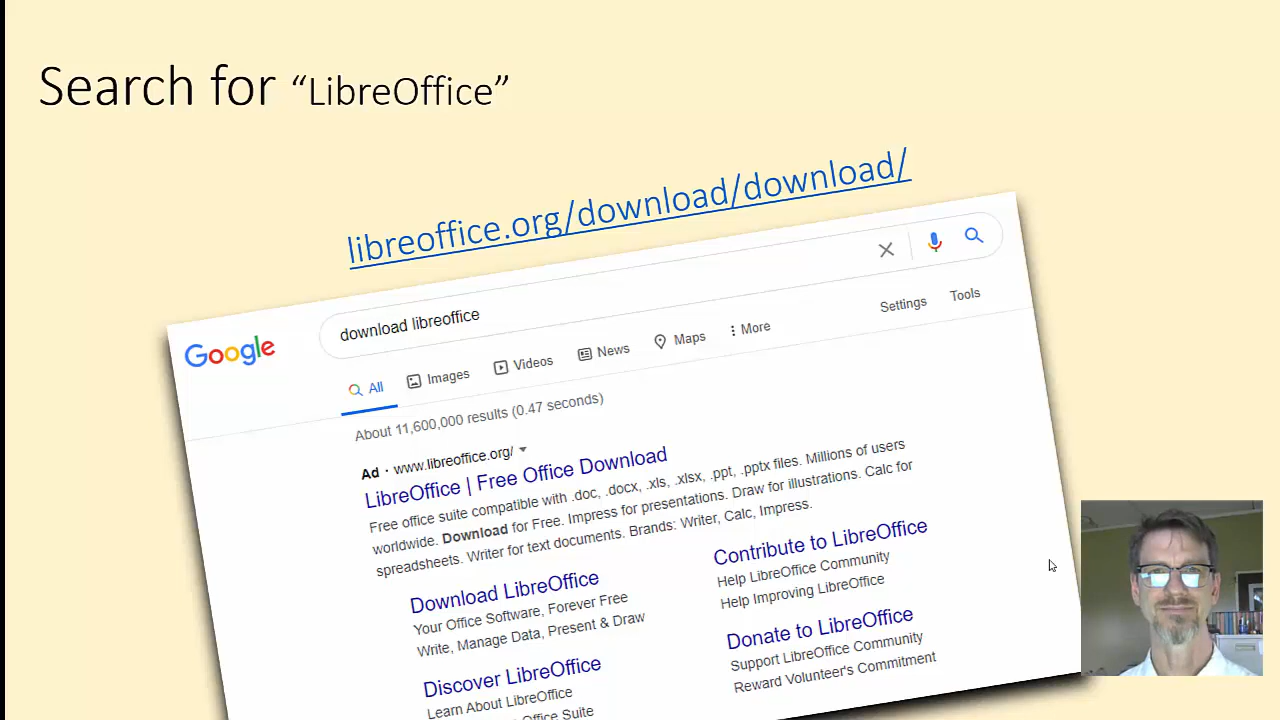 Search for “LibreOffice”
libreoffice.org/download/download/
Google
download libreoffice
All Images Videos News Maps More
Settings Tools
About 11,600,000 results (0.47 seconds)
Ad · www.libreoffice.org/
LibreOffice | Free Office Download
Free office suite compatible with .doc, .docx, .xls, .xlsx, .ppt, .pptx files. Millions of users
worldwide. Download for Free. Impress for presentations. Draw for illustrations. Calc for
spreadsheets. Writer for text documents. Brands: Writer, Calc, Impress.
Download LibreOffice
Your Office Software, Forever Free
Write, Manage Data, Present & Draw
Contribute to LibreOffice
Help LibreOffice Community
Help Improving LibreOffice
Discover LibreOffice
Learn About LibreOffice
Office Suite
Donate to LibreOffice
Support LibreOffice Community
Reward Volunteer's Commitment